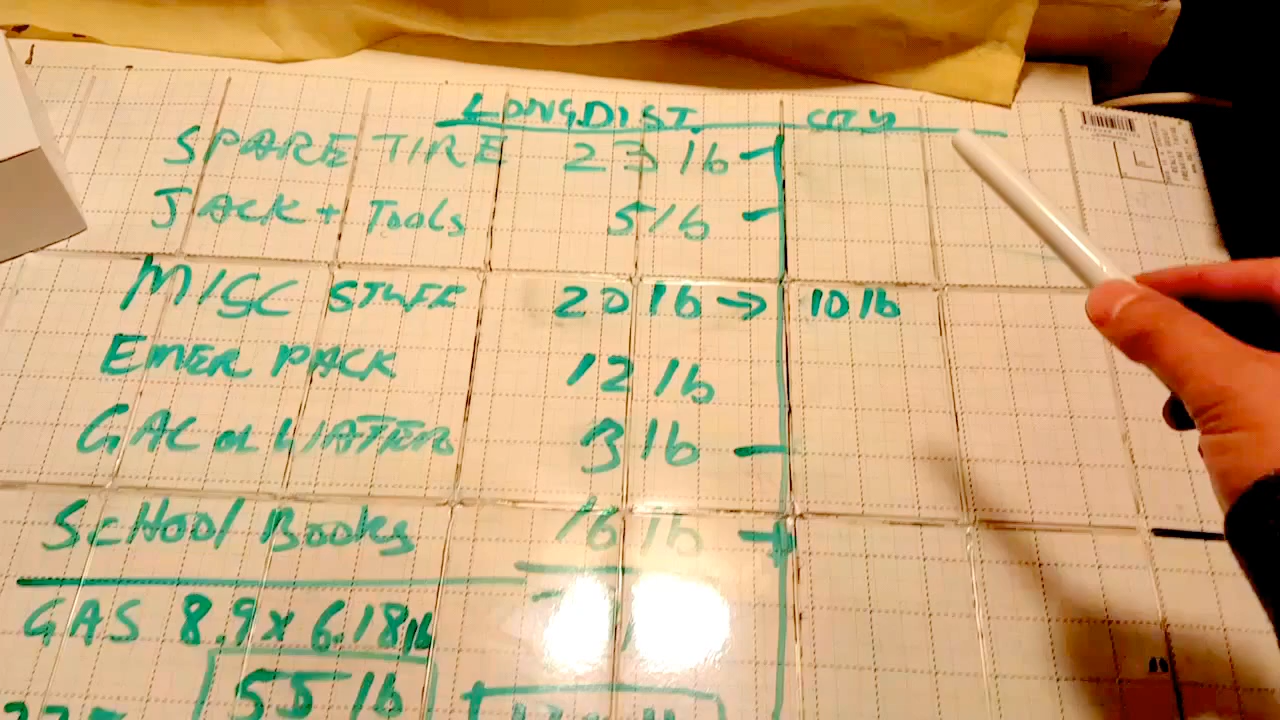 LONG.DIST. CITY
SPARE TIRE 23 lb -
JACK + Tools 5 lb -
MISC STUFF 20 lb → 10 lb
EMER PACK 12 lb
GAL OF WATER 3 lb -
SCHOOL BOOKS 16 lb
GAS 8.9 x 6.18 lb
55 lb